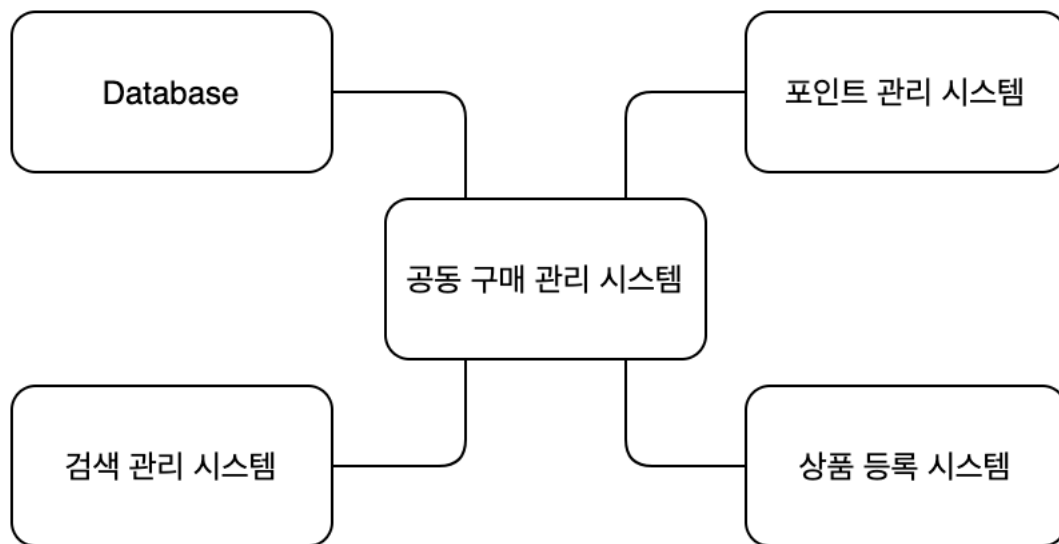 Database
포인트 관리 시스템
공동 구매 관리 시스템
검색 관리 시스템
상품 등록 시스템